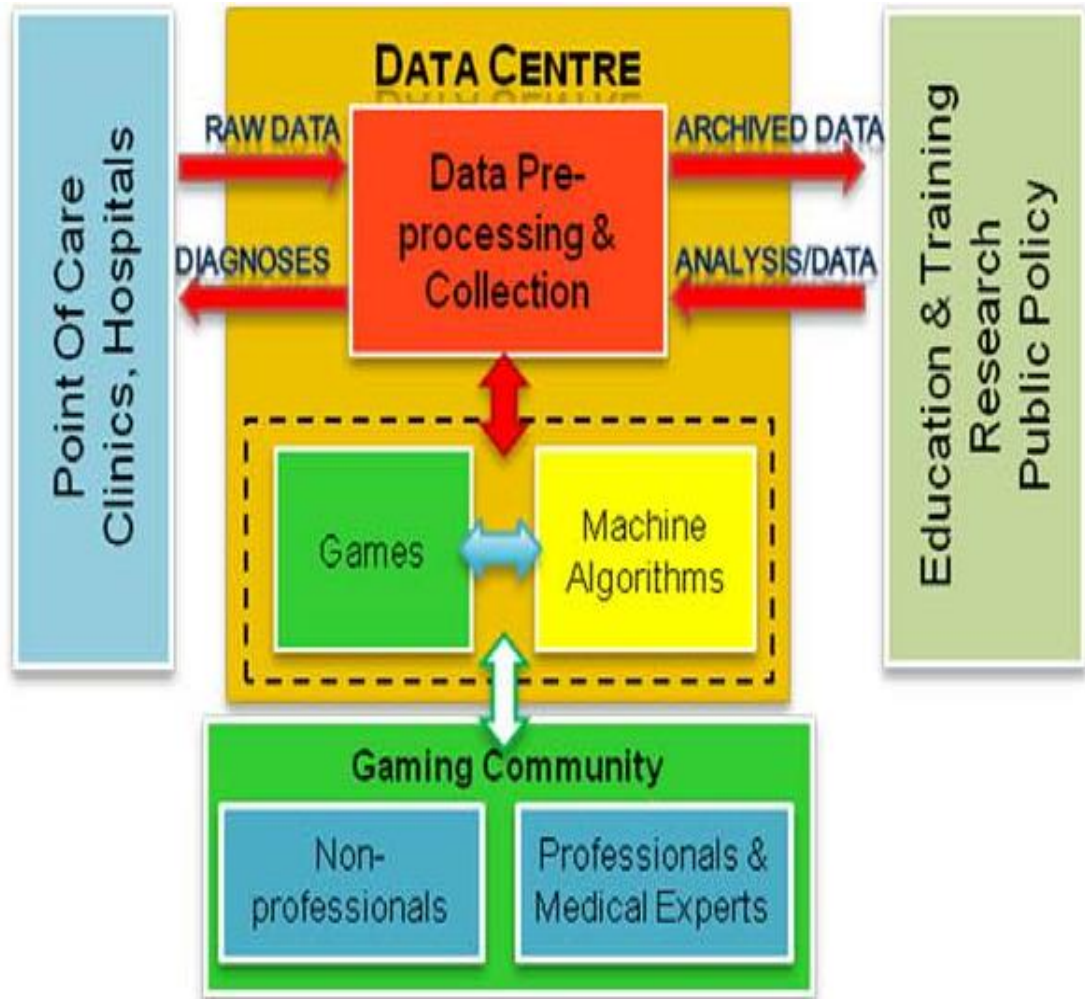 DATA CENTRE
Point Of Care
Clinics, Hospitals
RAW DATA
DIAGNOSES
Data Pre-
processing &
Collection
ARCHIVED DATA
ANALYSIS/DATA
Education & Training
Research
Public Policy
Games
Machine
Algorithms
Gaming Community
Non-
professionals
Professionals &
Medical Experts